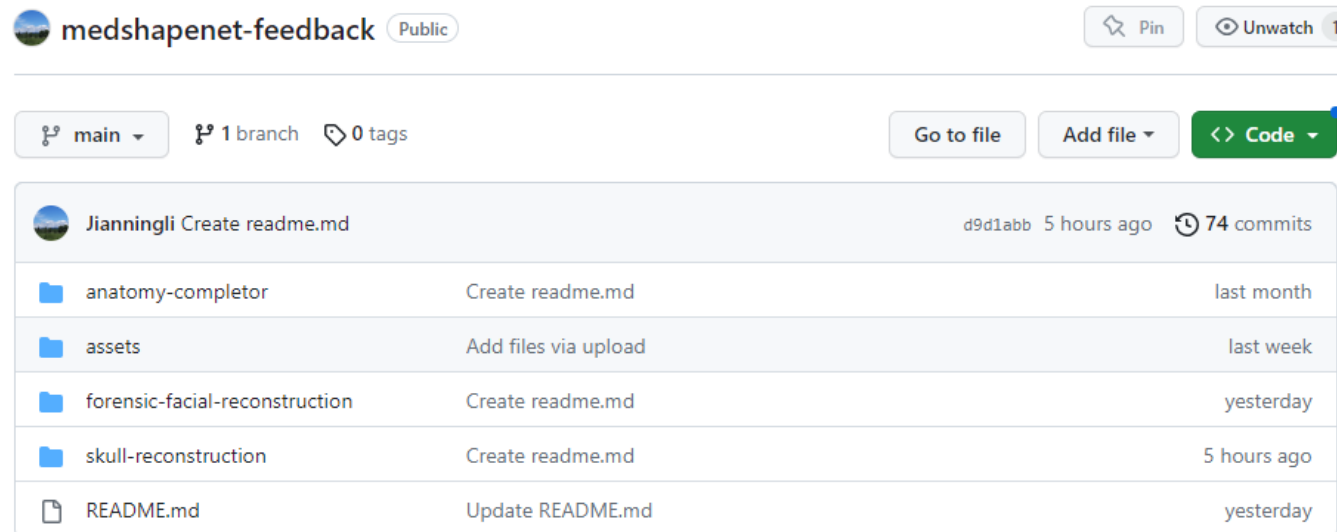 medshapenet-feedback Public Pin Unwatch 1
main 1 branch 0 tags Go to file Add file Code
Jianningli Create readme.md d9d1abb 5 hours ago 74 commits
anatomy-completor Create readme.md last month
assets Add files via upload last week
forensic-facial-reconstruction Create readme.md yesterday
skull-reconstruction Create readme.md 5 hours ago
README.md Update README.md yesterday